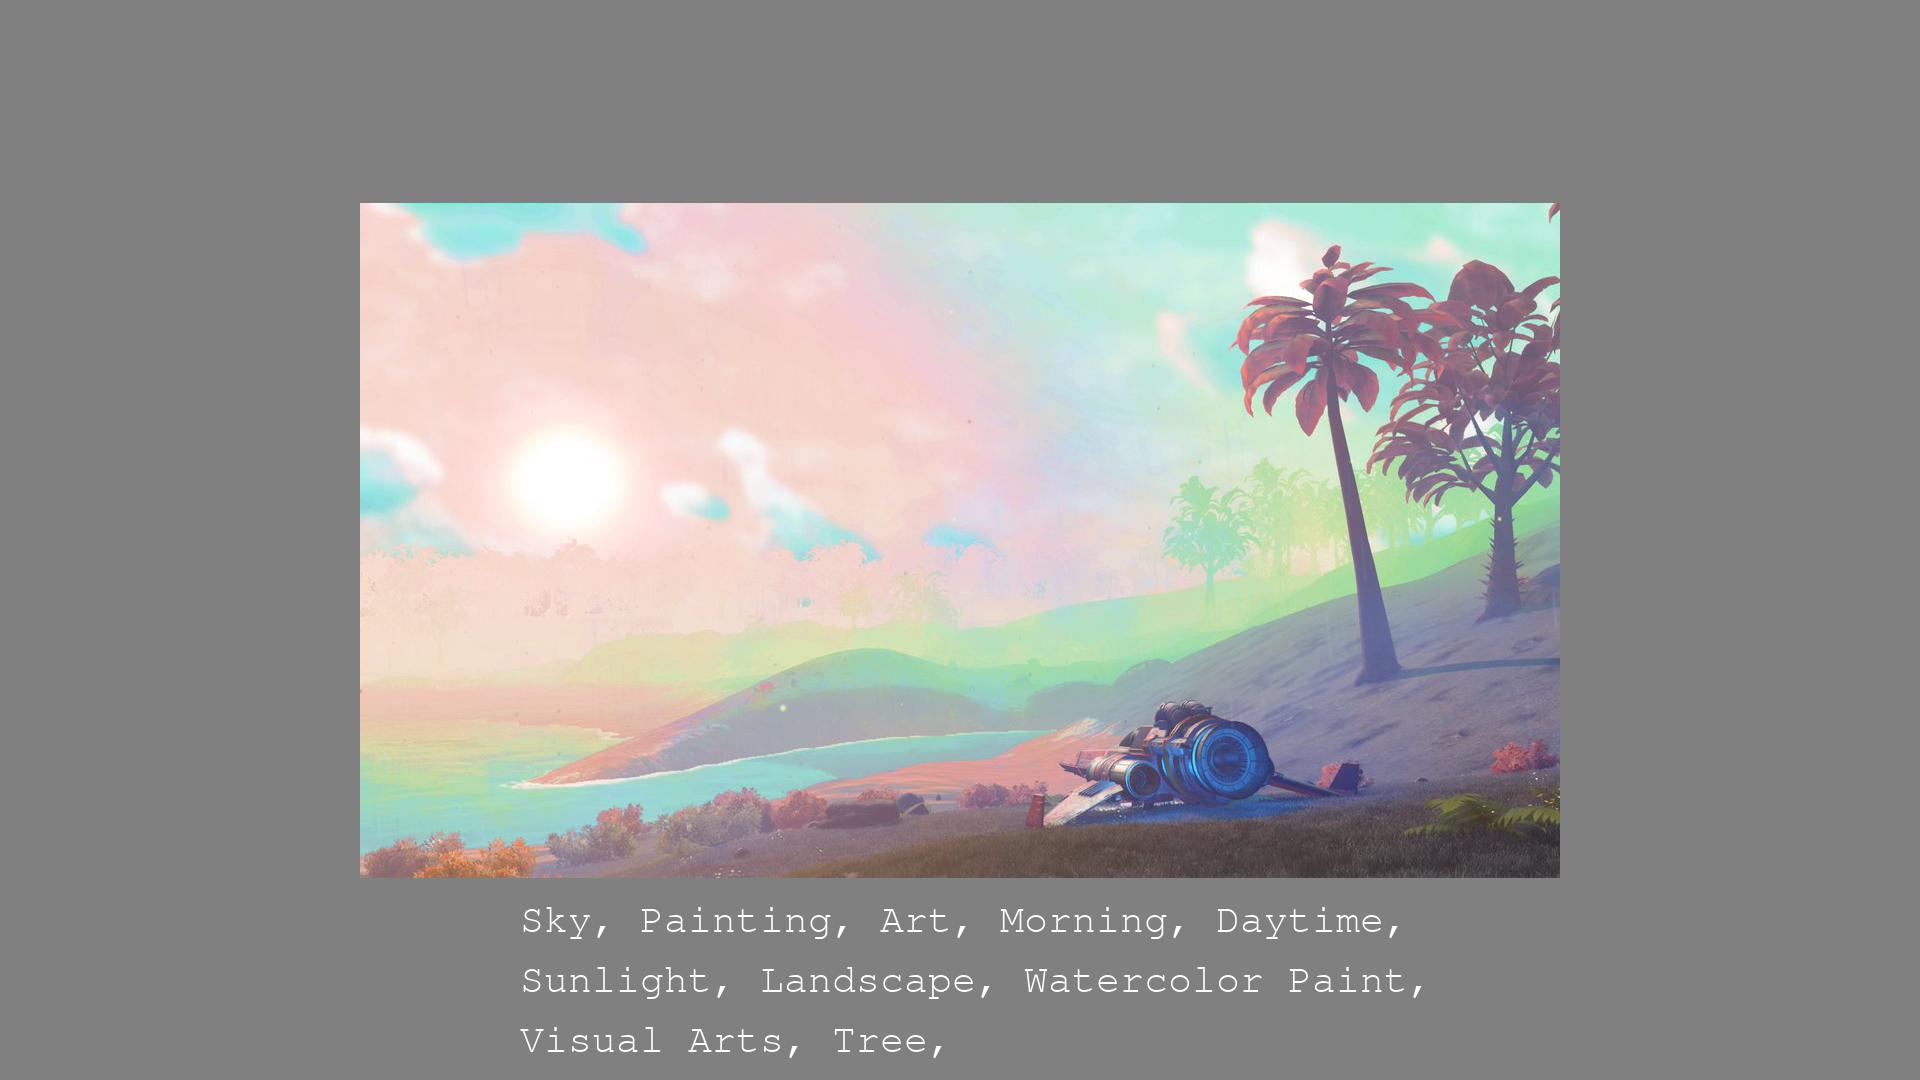 Sky, Painting, Art, Morning, Daytime,
Sunlight, Landscape, Watercolor Paint,
Visual Arts, Tree,